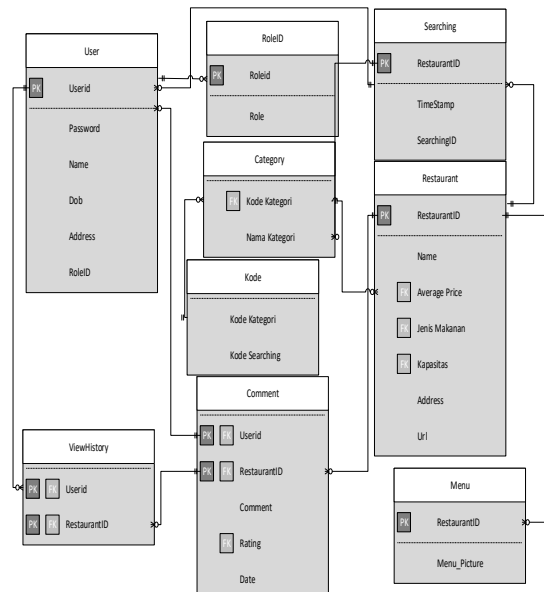 User
PK Userid
Password
Name
Dob
Address
RoleID
RoleID
PK Roleid
Role
Searching
PK RestaurantID
TimeStamp
SearchingID
Category
FK Kode Kategori
Nama Kategori
Restaurant
PK RestaurantID
Name
FK Average Price
FK Jenis Makanan
FK Kapasitas
Address
Url
Kode
Kode Kategori
Kode Searching
Comment
PK FK Userid
PK FK RestaurantID
Comment
FK Rating
Date
ViewHistory
PK FK Userid
PK FK RestaurantID
Menu
PK RestaurantID
Menu_Picture